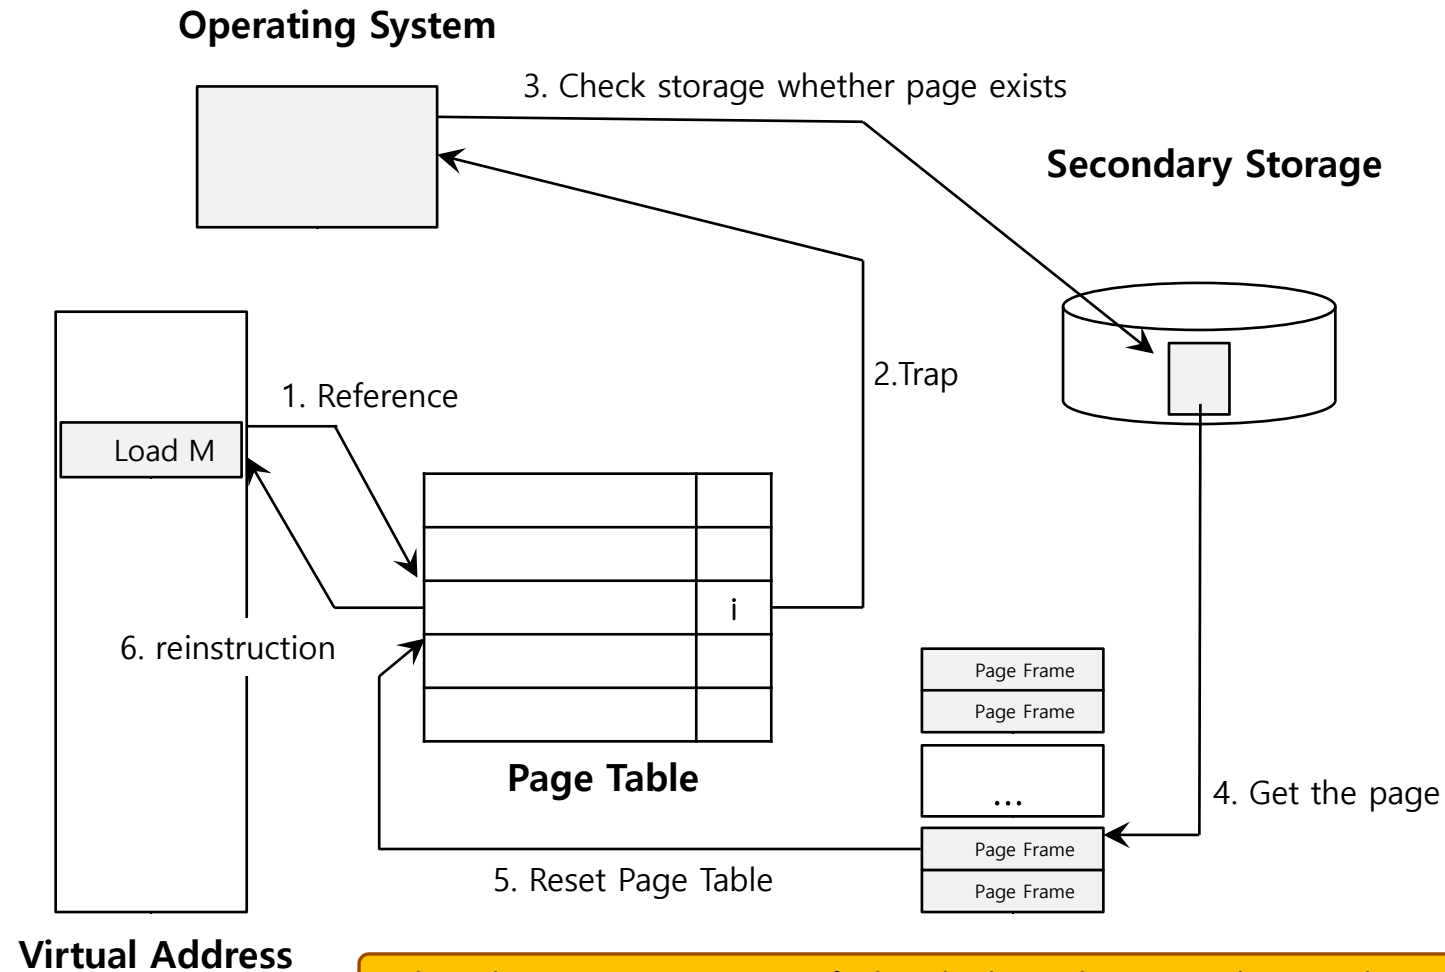 Operating System
3. Check storage whether page exists
Secondary Storage
2.Trap
1. Reference
Load M
i
6. reinstruction
Page Frame
Page Frame
Page Table
...
4. Get the page
Page Frame
5. Reset Page Table
Page Frame
Virtual Address